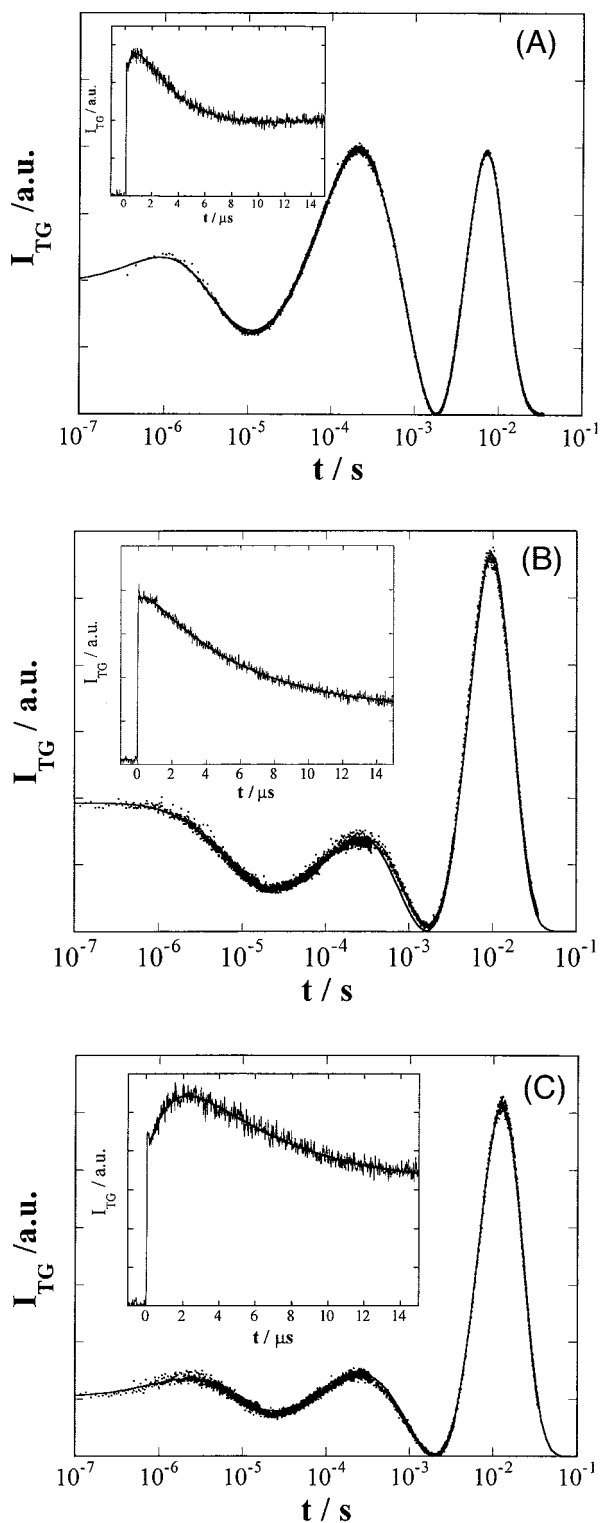 (A)
I_TG /a.u.
I_TG / a.u.
0 2 4 6 8 10 12 14
t / μs
10^-7 10^-6 10^-5 10^-4 10^-3 10^-2 10^-1
t / s
(B)
I_TG / a.u.
I_TG / a.u.
0 2 4 6 8 10 12 14
t / μs
10^-7 10^-6 10^-5 10^-4 10^-3 10^-2 10^-1
t / s
(C)
I_TG /a.u.
I_TG / a.u.
0 2 4 6 8 10 12 14
t / μs
10^-7 10^-6 10^-5 10^-4 10^-3 10^-2 10^-1
t / s